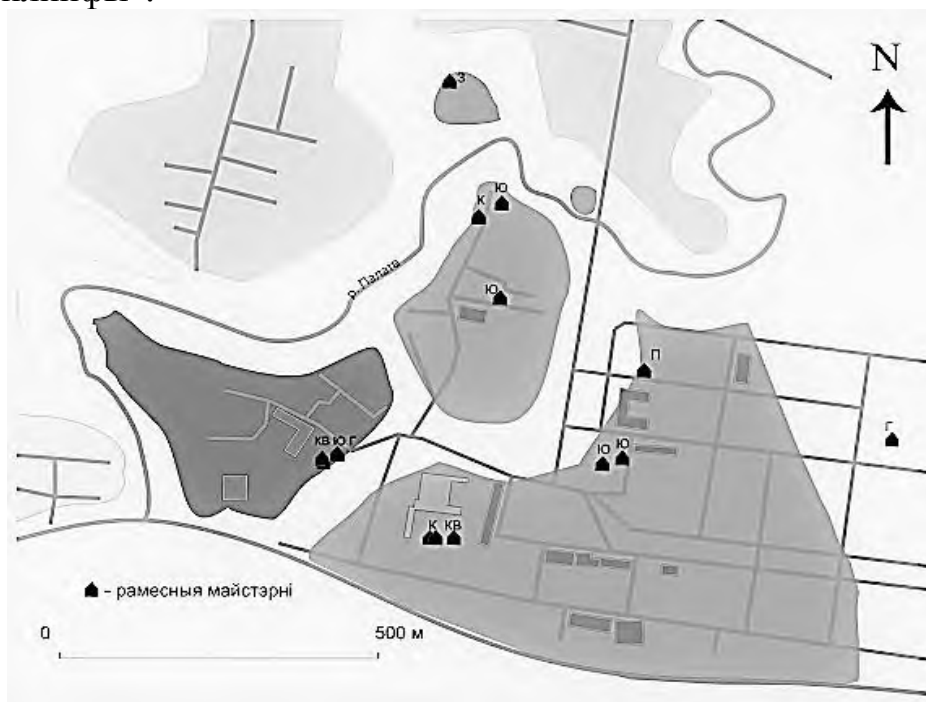 N
З
К Ю
р. Палата
Ю
П
Г
КВ Ю Г
Ю Ю
К КВ
- рамесныя майстэрні
0 500 м